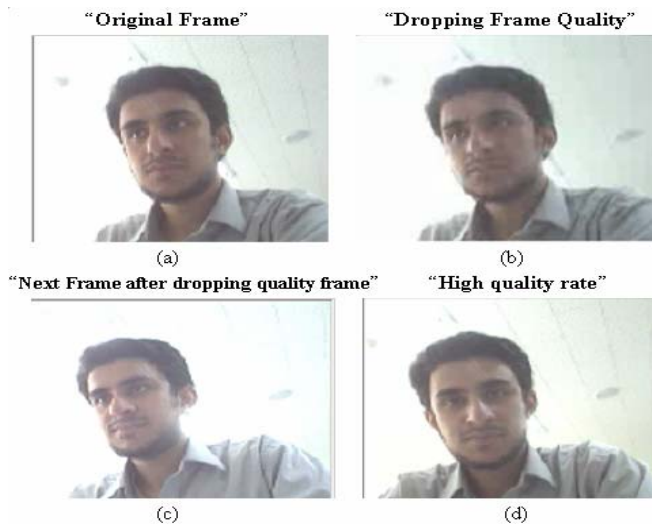 “Original Frame”
“Dropping Frame Quality”
(a)
(b)
“Next Frame after dropping quality frame”
“High quality rate”
(c)
(d)